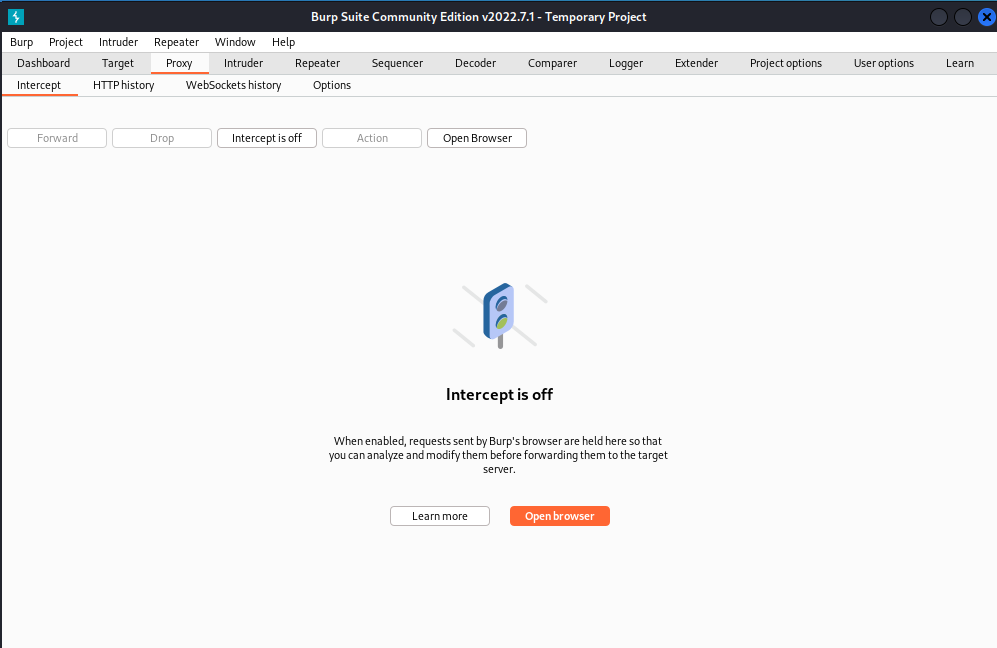 Burp Suite Community Edition v2022.7.1 - Temporary Project
Burp Project Intruder Repeater Window Help
Dashboard Target Proxy Intruder Repeater Sequencer Decoder Comparer Logger Extender Project options User options Learn
Intercept HTTP history WebSockets history Options
Forward Drop Intercept is off Action Open Browser
Intercept is off
When enabled, requests sent by Burp's browser are held here so that
you can analyze and modify them before forwarding them to the target
server.
Learn more Open browser